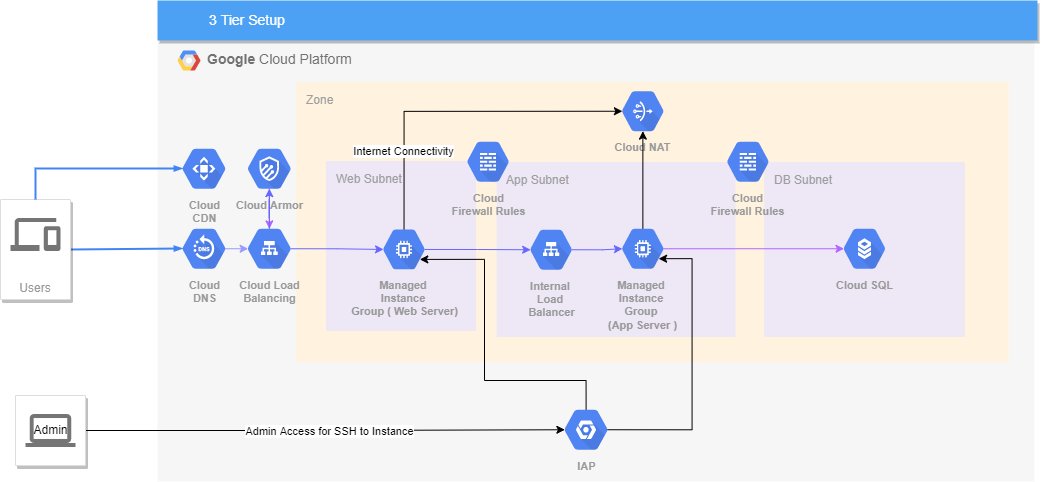 3 Tier Setup
Google Cloud Platform
Zone
Cloud NAT
Internet Connectivity
Web Subnet
App Subnet
DB Subnet
Cloud
CDN
Cloud Armor
Cloud
Firewall Rules
Cloud
Firewall Rules
Users
DNS
Cloud
DNS
Cloud Load
Balancing
Managed
Instance
Group ( Web Server)
Internal
Load
Balancer
Managed
Instance
Group
(App Server )
Cloud SQL
Admin
Admin Access for SSH to Instance
IAP